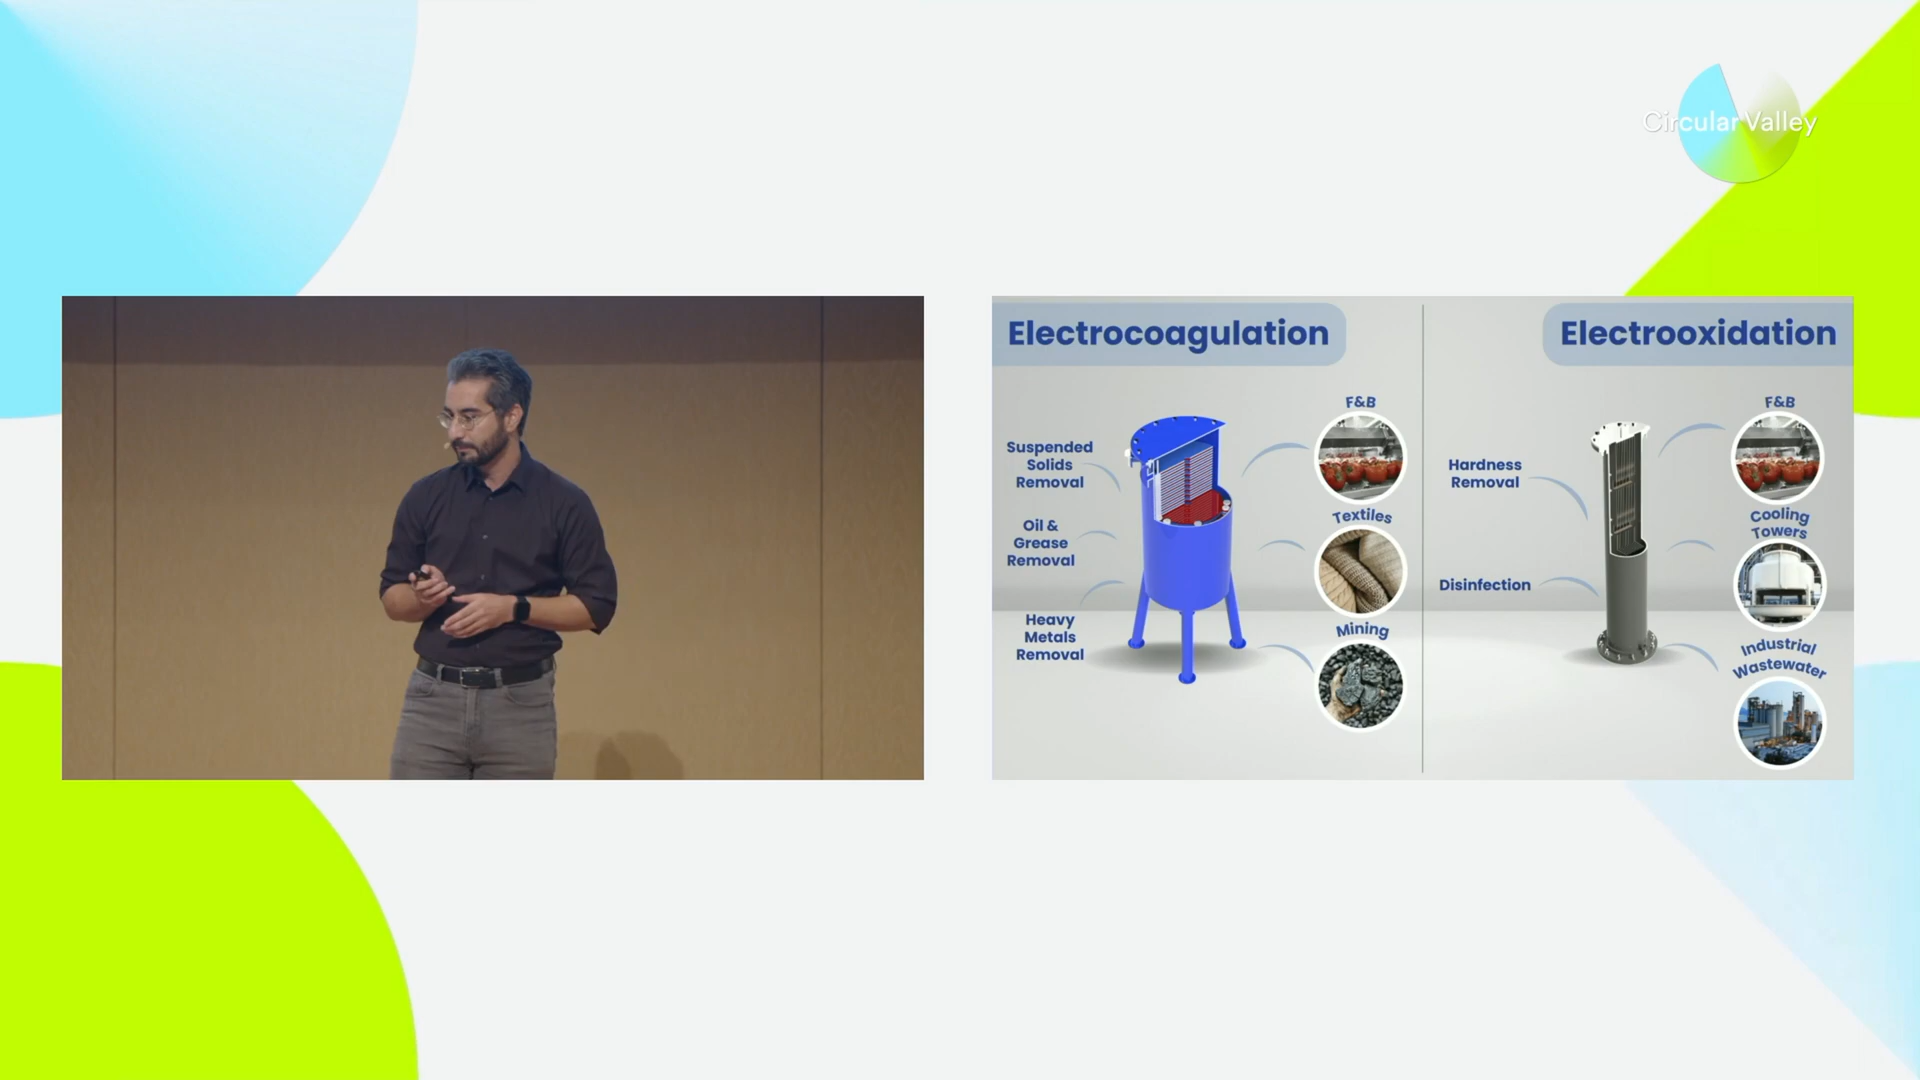 Circular Valley
Electrocoagulation
Suspended
Solids
Removal
Oil &
Grease
Removal
Heavy
Metals
Removal
F&B
Textiles
Mining
Electrooxidation
Hardness
Removal
Disinfection
F&B
Cooling
Towers
Industrial
Wastewater